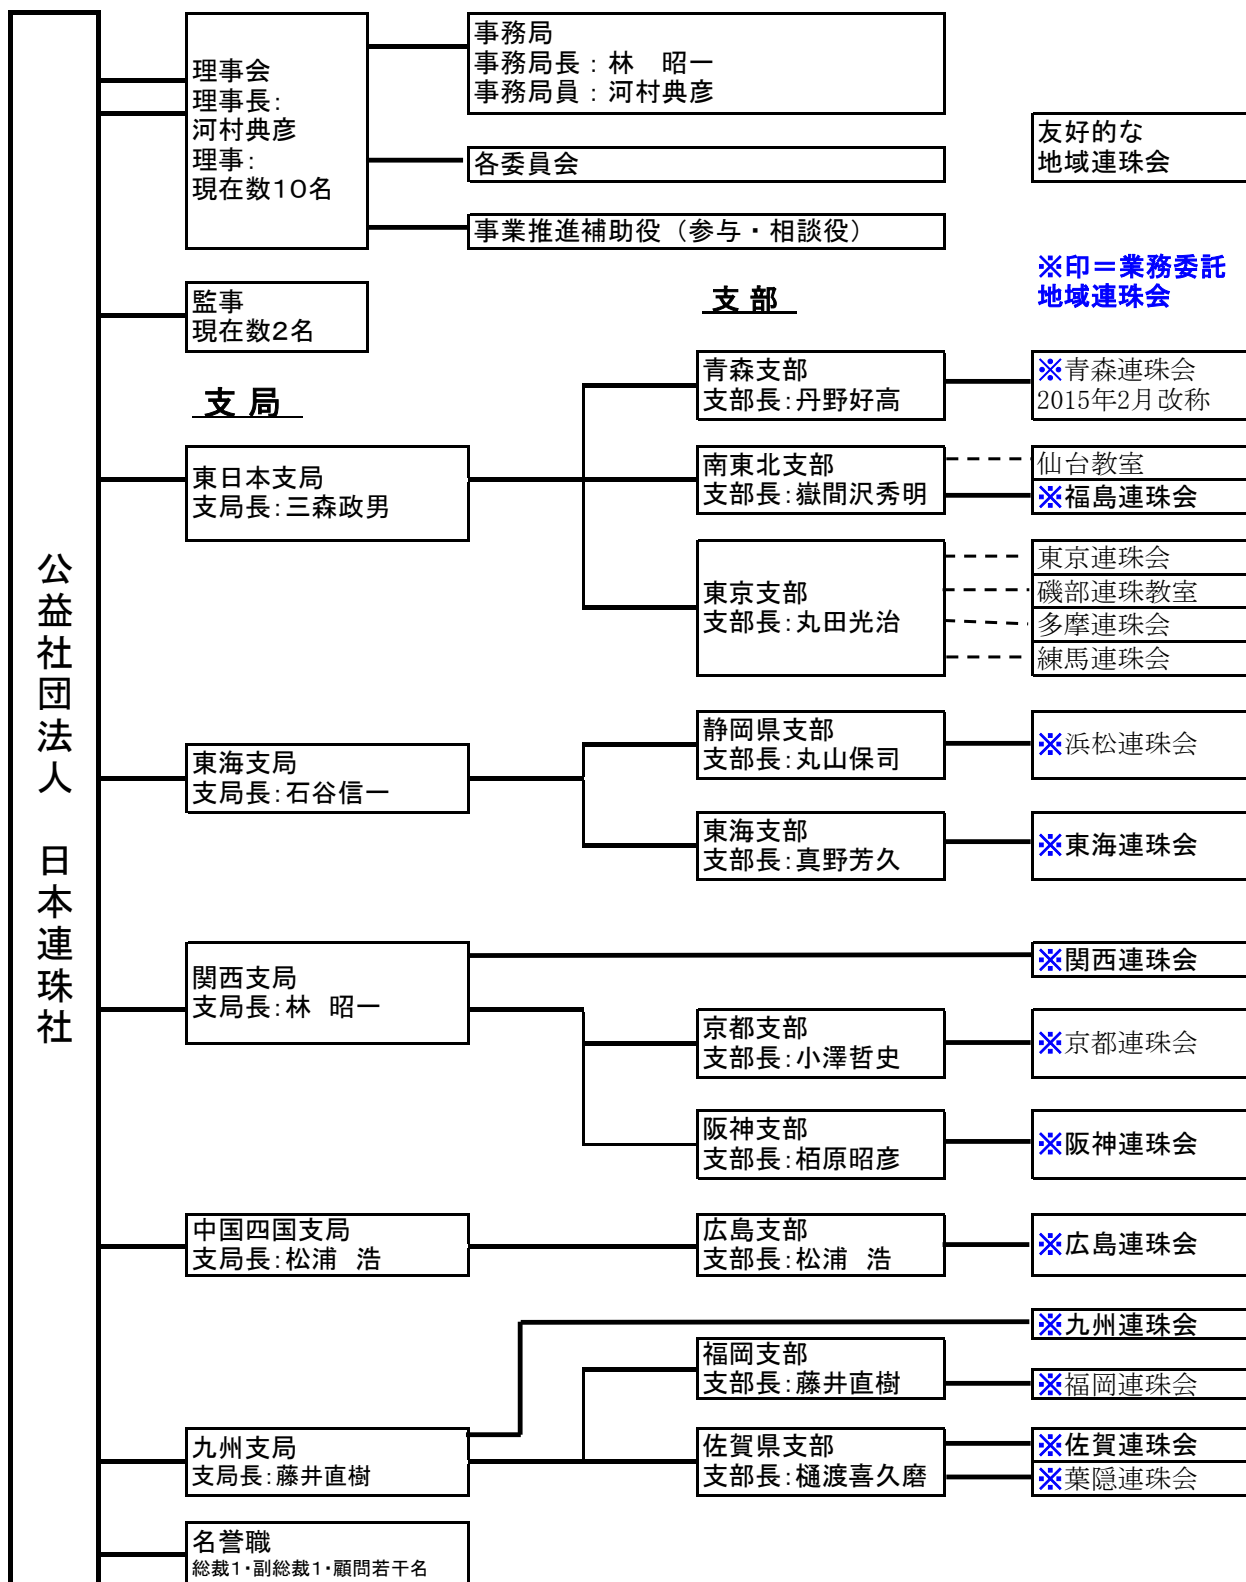 公益社団法人　日本連珠社
理事会
理事長：
河村典彦
理事：
現在数10名
事務局
事務局長：林　昭一
事務局員：河村典彦
各委員会
事業推進補助役（参与・相談役）
友好的な
地域連珠会
※印＝業務委託
地域連珠会
監事
現在数2名
支部
支局
東日本支局
支局長：三森政男
青森支部
支部長：丹野好高
※青森連珠会
2015年2月改称
南東北支部
支部長：嶽間沢秀明
仙台教室
※福島連珠会
東京支部
支部長：丸田光治
東京連珠会
磯部連珠教室
多摩連珠会
練馬連珠会
東海支局
支局長：石谷信一
静岡県支部
支部長：丸山保司
※浜松連珠会
東海支部
支部長：真野芳久
※東海連珠会
関西支局
支局長：林　昭一
※関西連珠会
京都支部
支部長：小澤哲史
※京都連珠会
阪神支部
支部長：栢原昭彦
※阪神連珠会
中国四国支局
支局長：松浦　浩
広島支部
支部長：松浦　浩
※広島連珠会
九州支局
支局長：藤井直樹
※九州連珠会
福岡支部
支部長：藤井直樹
※福岡連珠会
佐賀県支部
支部長：樋渡喜久磨
※佐賀連珠会
※葉隠連珠会
名誉職
総裁1・副総裁1・顧問若干名